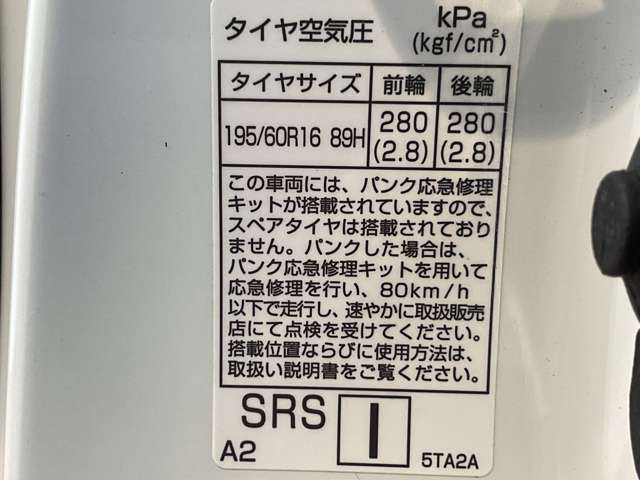 タイヤ空気圧 kPa
(kgf/cm²)
タイヤサイズ 前輪 後輪
195/60R16 89H 280 280
(2.8) (2.8)
この車両には、パンク応急修理
キットが搭載されていますので、
スペアタイヤは搭載されており
ません。パンクした場合は、
パンク応急修理キットを用いて
応急修理を行い、80km/h
以下で走行し、速やかに取扱販売
店にて点検を受けてください。
搭載位置ならびに使用方法は、
取扱い説明書をご覧ください。
SRS I
A2 5TA2A